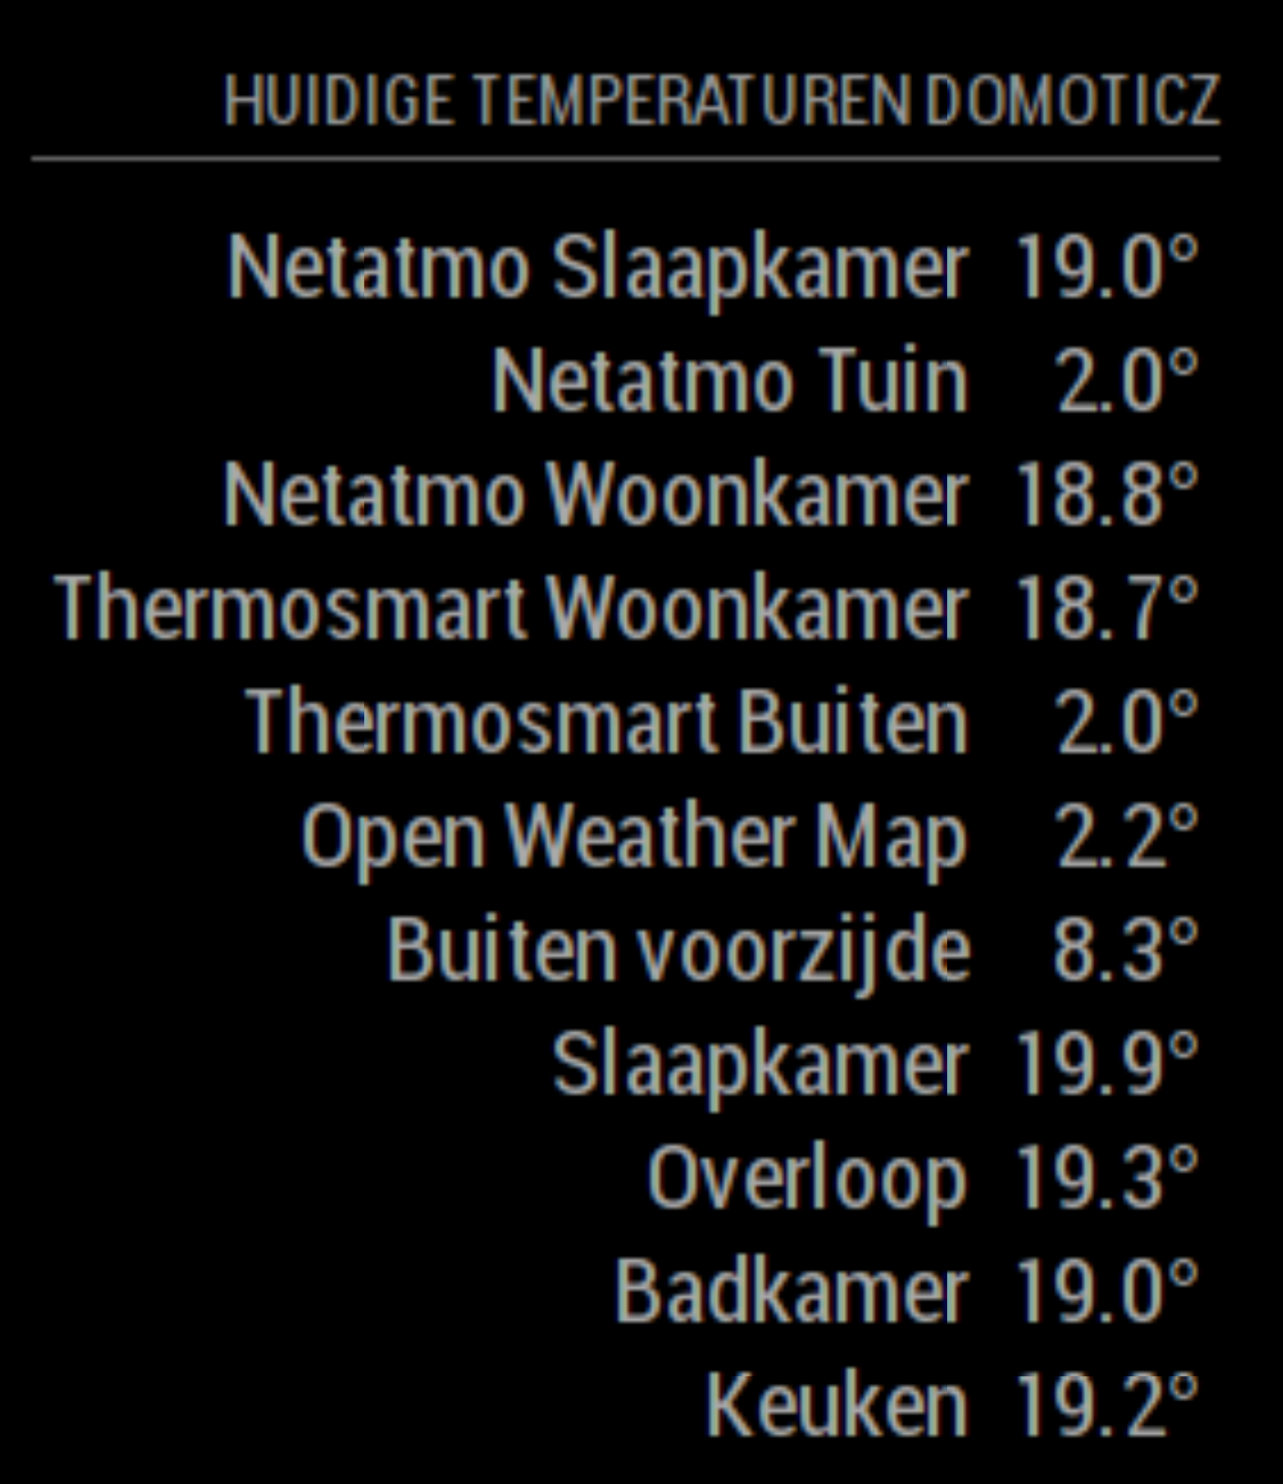 HUIDIGE TEMPERATUREN DOMOTICZ
Netatmo Slaapkamer 19.0°
Netatmo Tuin 2.0°
Netatmo Woonkamer 18.8°
Thermosmart Woonkamer 18.7°
Thermosmart Buiten 2.0°
Open Weather Map 2.2°
Buiten voorzijde 8.3°
Slaapkamer 19.9°
Overloop 19.3°
Badkamer 19.0°
Keuken 19.2°